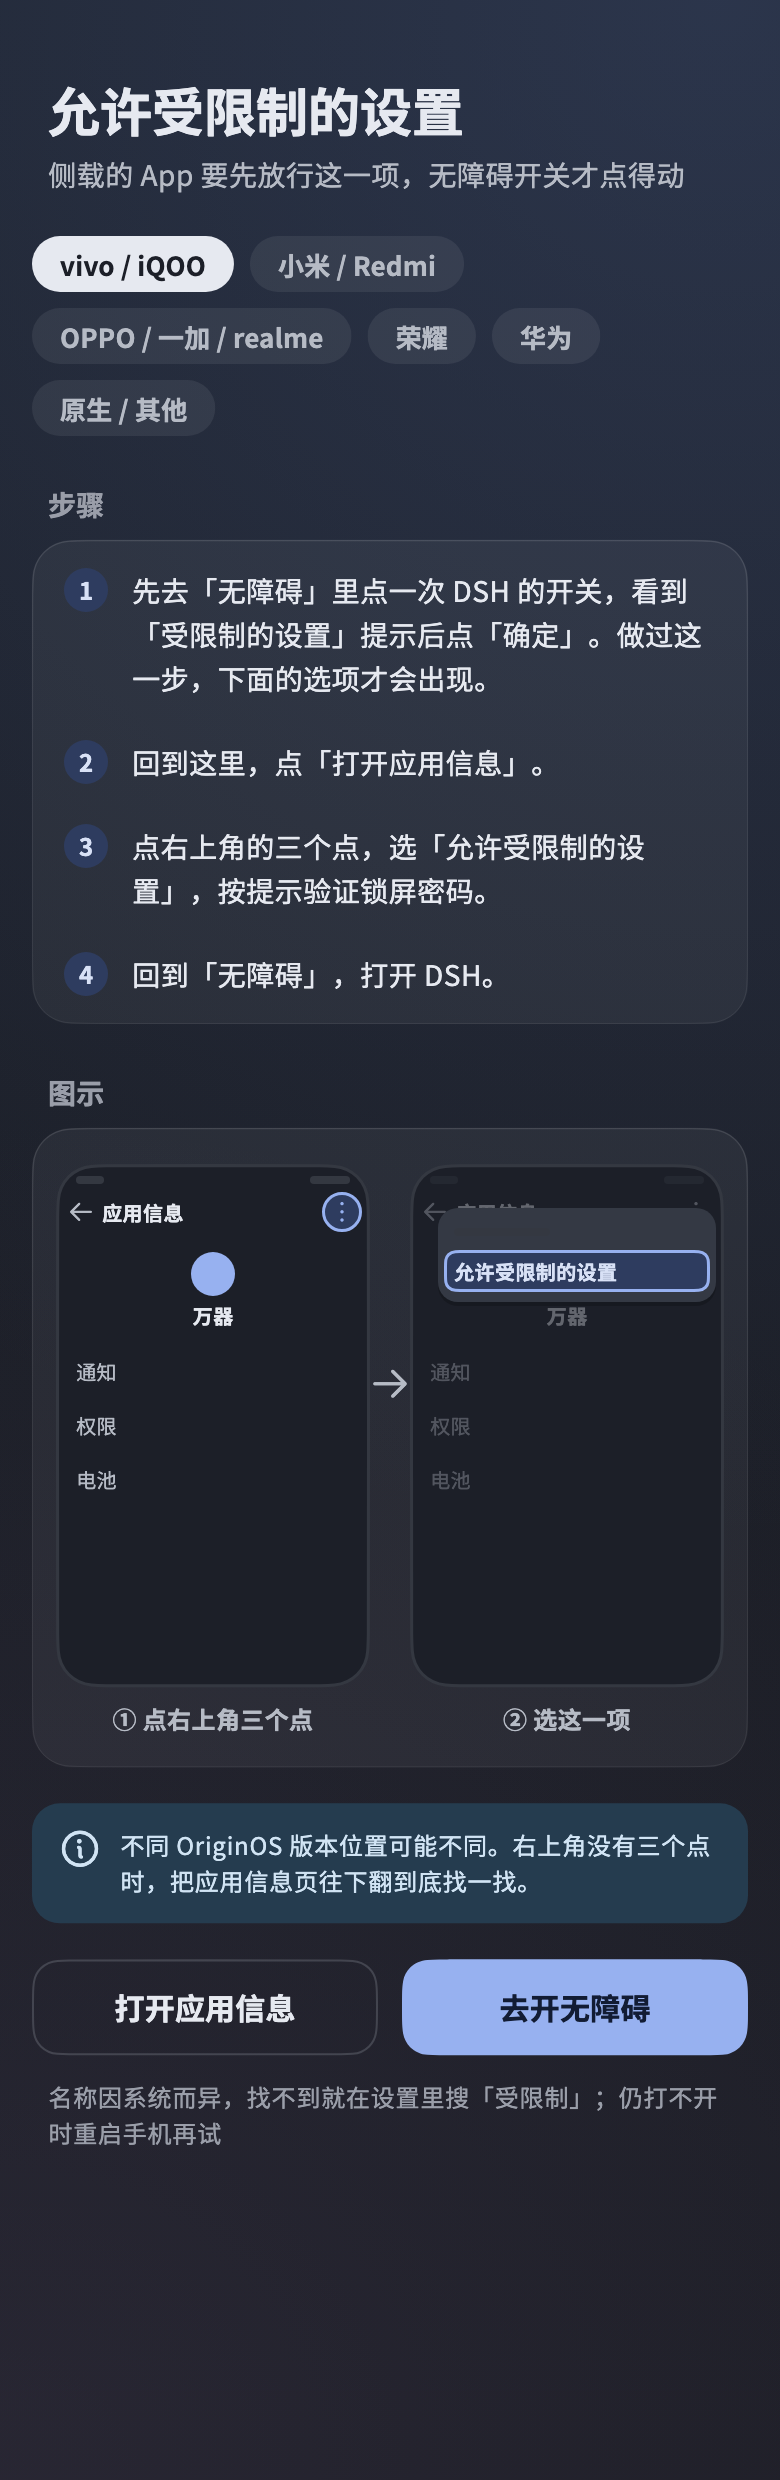 允许受限制的设置
侧载的 App 要先放行这一项，无障碍开关才点得动
vivo / iQOO
小米 / Redmi
OPPO / 一加 / realme
荣耀
华为
原生 / 其他
步骤
1 先去「无障碍」里点一次 DSH 的开关，看到
「受限制的设置」提示后点「确定」。做过这
一步，下面的选项才会出现。
2 回到这里，点「打开应用信息」。
3 点右上角的三个点，选「允许受限制的设
置」，按提示验证锁屏密码。
4 回到「无障碍」，打开 DSH。
图示
应用信息
万器
通知
权限
电池
① 点右上角三个点
应用信息
允许受限制的设置
万器
通知
权限
电池
② 选这一项
不同 OriginOS 版本位置可能不同。右上角没有三个点
时，把应用信息页往下翻到底找一找。
打开应用信息
去开无障碍
名称因系统而异，找不到就在设置里搜「受限制」；仍打不开
时重启手机再试